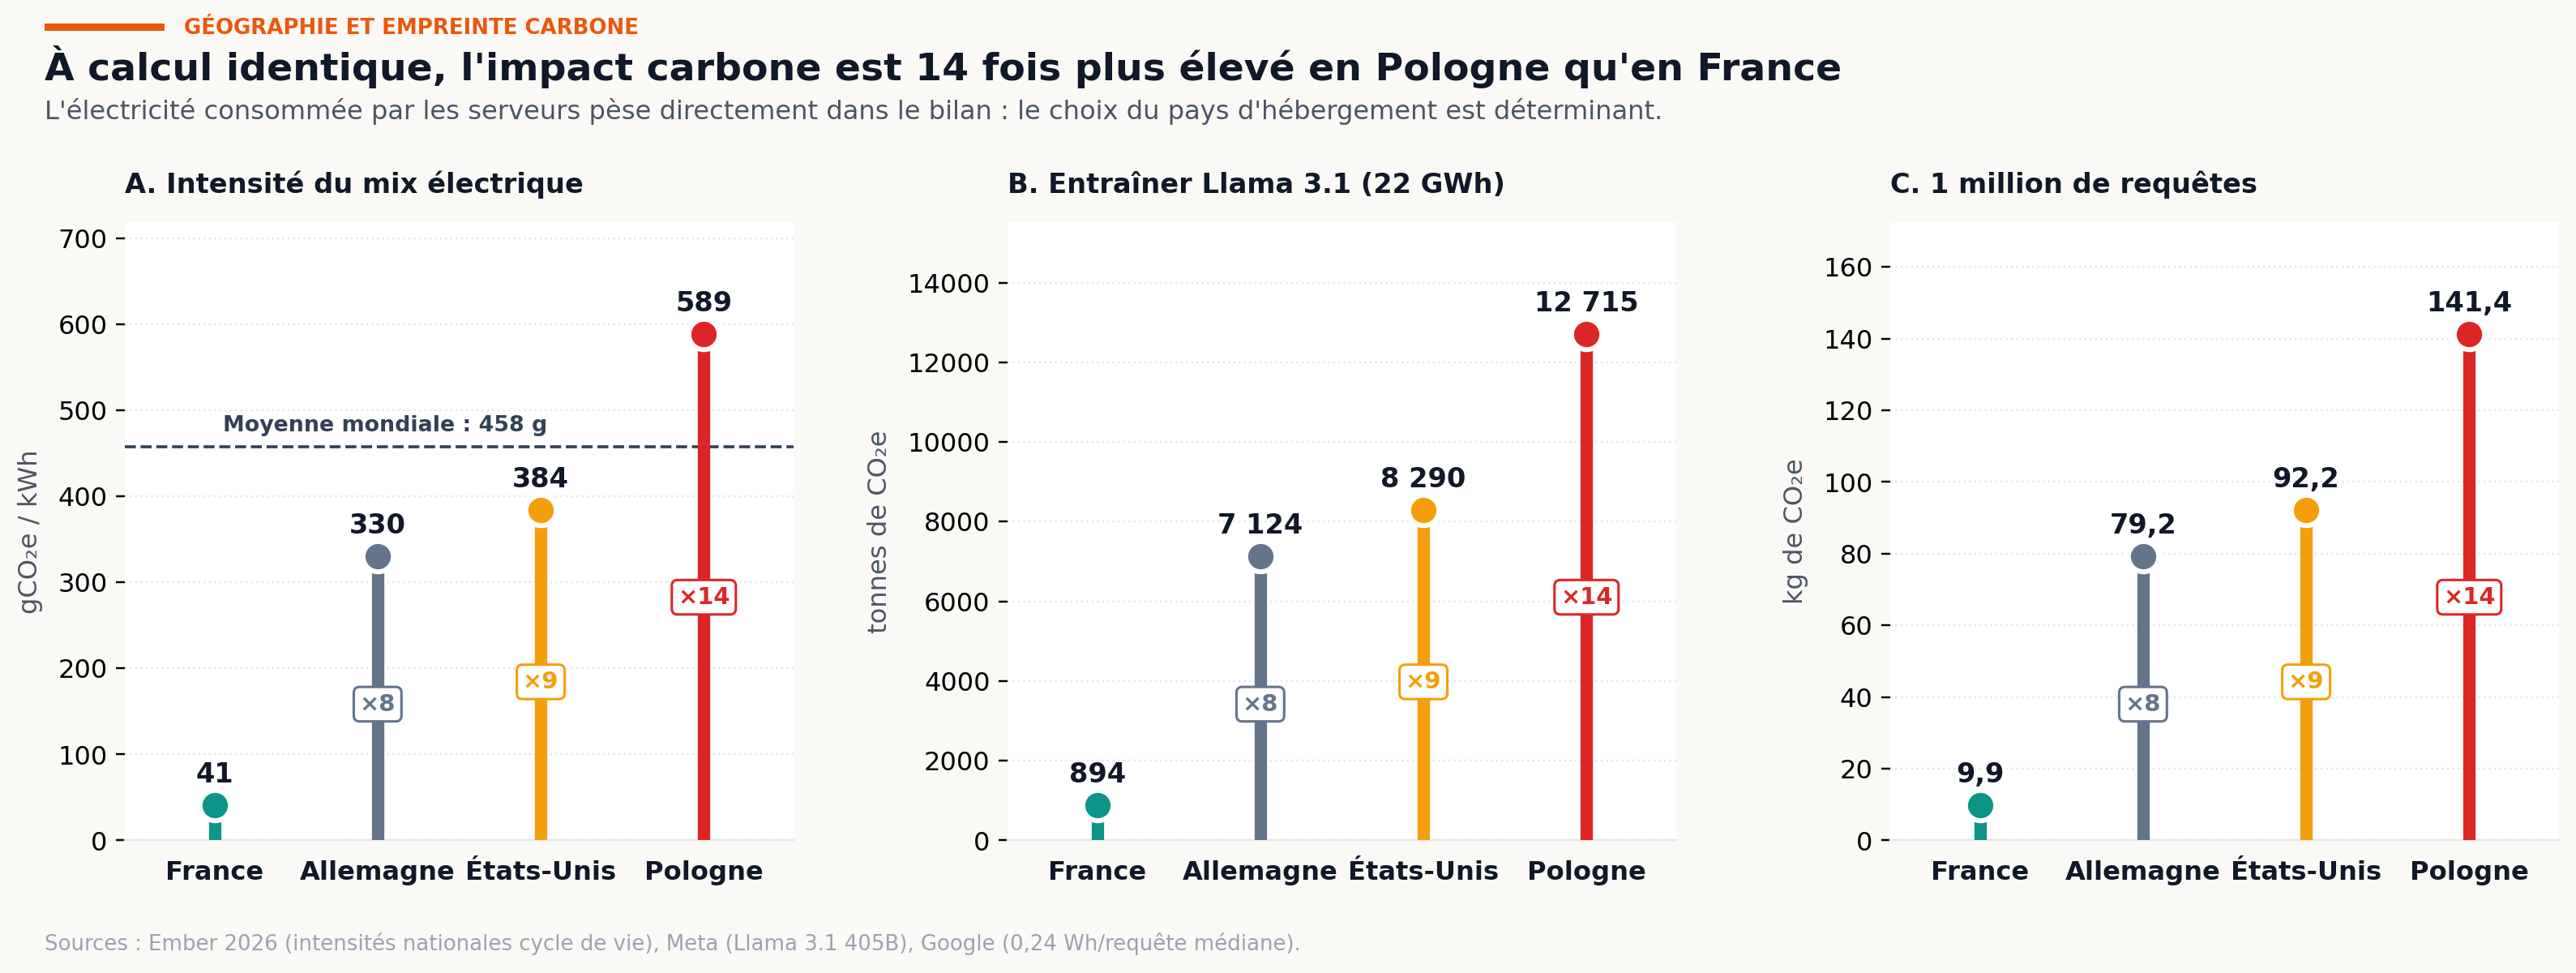 GÉOGRAPHIE ET EMPREINTE CARBONE
À calcul identique, l'impact carbone est 14 fois plus élevé en Pologne qu'en France
L'électricité consommée par les serveurs pèse directement dans le bilan : le choix du pays d'hébergement est déterminant.
A. Intensité du mix électrique
gCO₂e / kWh
700
600
500
400
300
200
100
0
Moyenne mondiale : 458 g
41
330
384
589
×8
×9
×14
France
Allemagne
États-Unis
Pologne
B. Entraîner Llama 3.1 (22 GWh)
tonnes de CO₂e
14000
12000
10000
8000
6000
4000
2000
0
894
7 124
8 290
12 715
×8
×9
×14
France
Allemagne
États-Unis
Pologne
C. 1 million de requêtes
kg de CO₂e
160
140
120
100
80
60
40
20
0
9,9
79,2
92,2
141,4
×8
×9
×14
France
Allemagne
États-Unis
Pologne
Sources : Ember 2026 (intensités nationales cycle de vie), Meta (Llama 3.1 405B), Google (0,24 Wh/requête médiane).